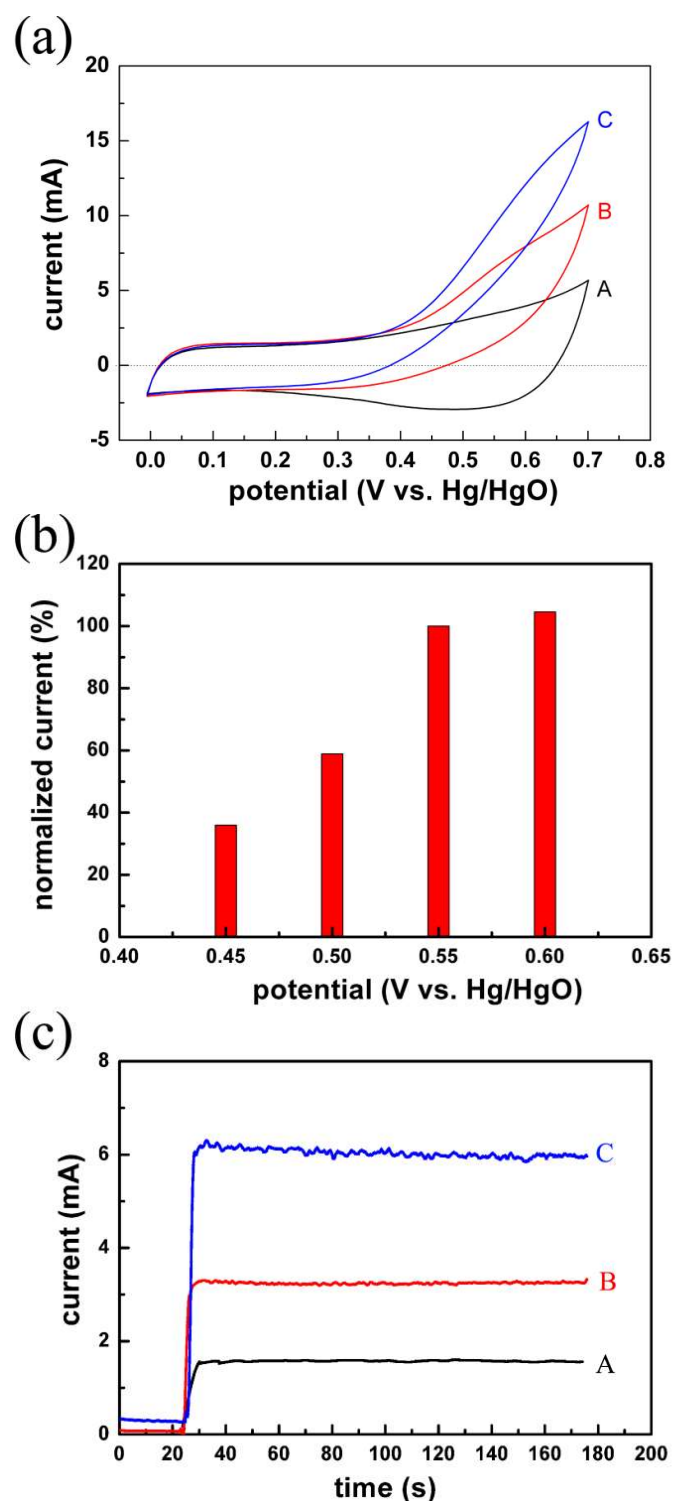 (a)
20
15
10
5
0
-5
current (mA)
C
B
A
0.0 0.1 0.2 0.3 0.4 0.5 0.6 0.7 0.8
potential (V vs. Hg/HgO)
(b)
120
100
80
60
40
20
0
normalized current (%)
0.40 0.45 0.50 0.55 0.60 0.65
potential (V vs. Hg/HgO)
(c)
8
6
4
2
0
current (mA)
C
B
A
0 20 40 60 80 100 120 140 160 180 200
time (s)